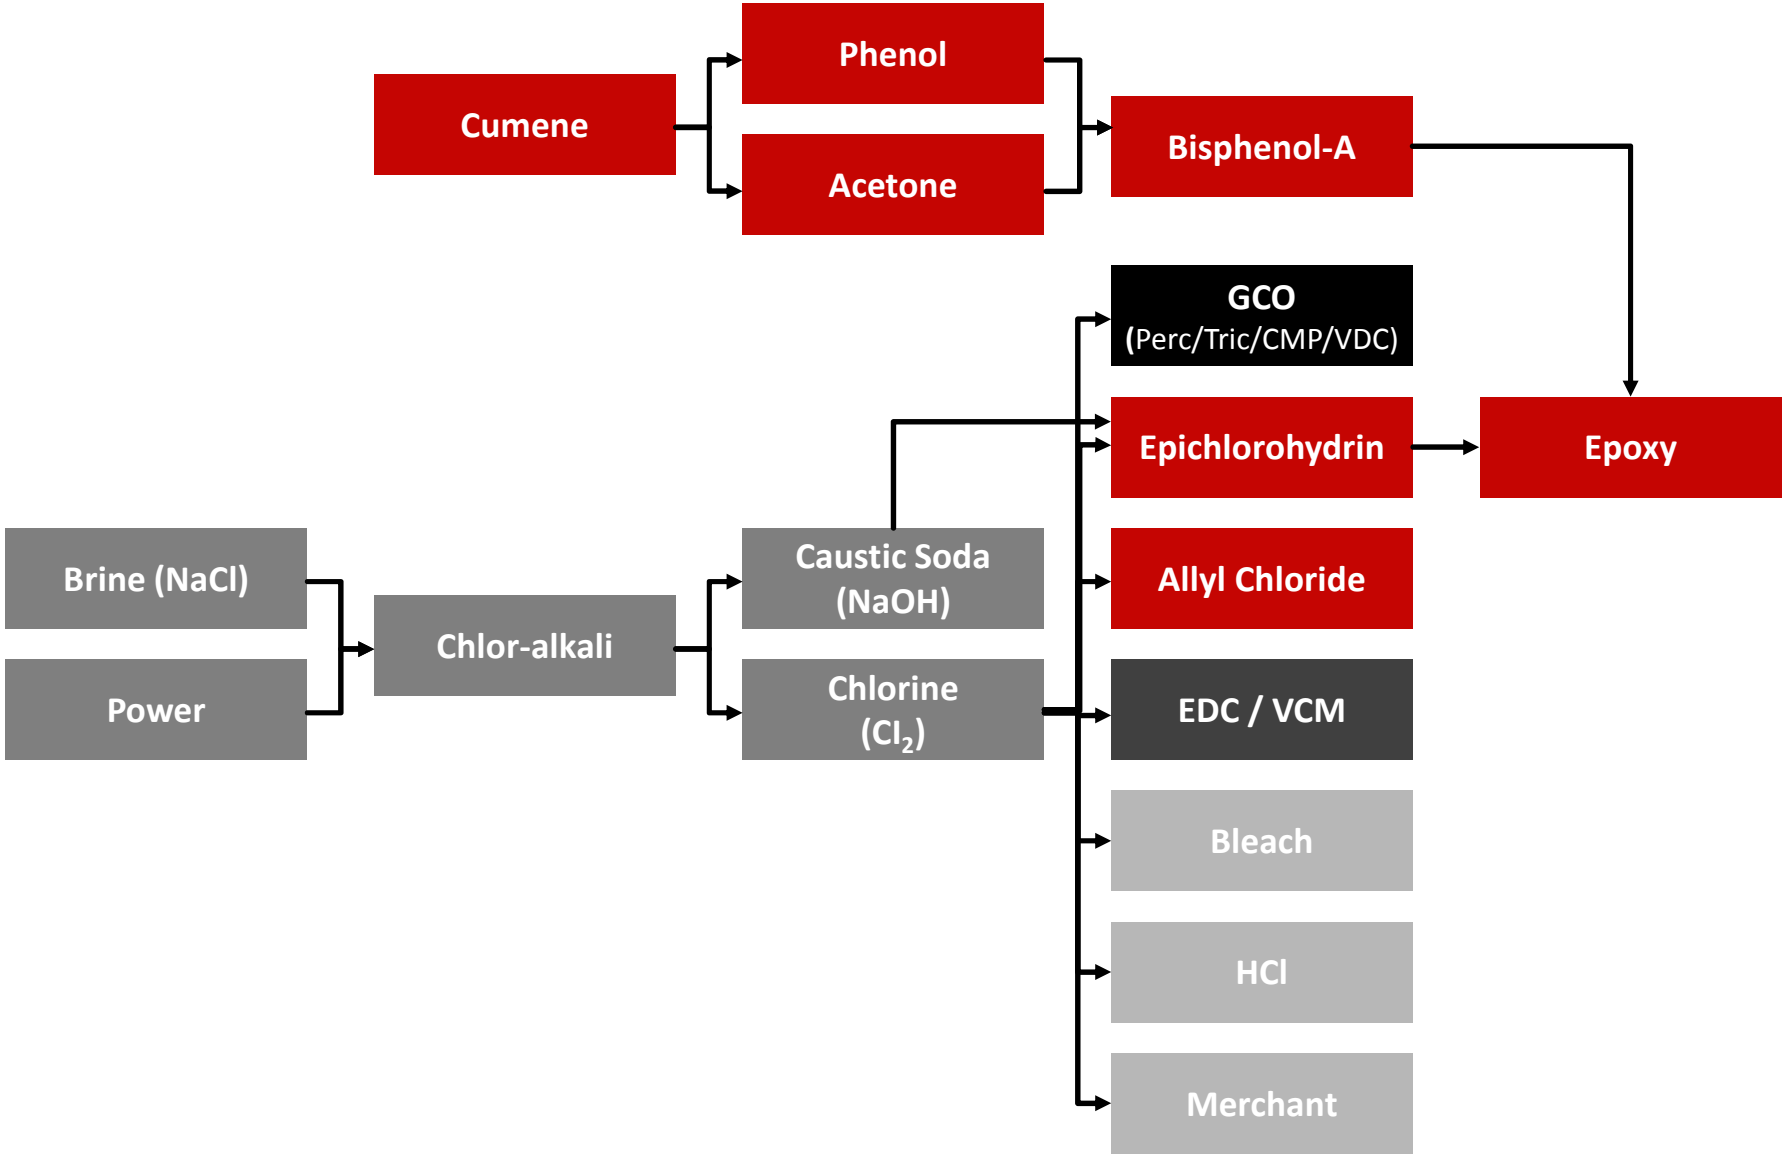 Phenol
Cumene
Acetone
Bisphenol-A
GCO
(Perc/Tric/CMP/VDC)
Epichlorohydrin
Epoxy
Brine (NaCl)
Caustic Soda
(NaOH)
Allyl Chloride
Chlor-alkali
Power
Chlorine
(Cl₂)
EDC / VCM
Bleach
HCl
Merchant